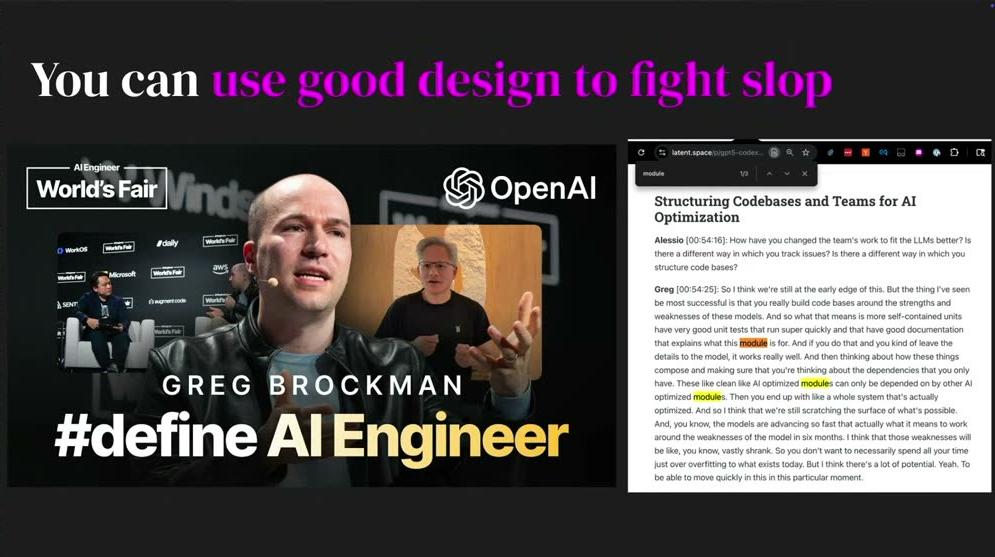 You can use good design to fight slop
AI Engineer
World's Fair
OpenAI
WorkOS
World's Fair
daily
World's Fair
Microsoft
World's Fair
aws
SENT
augment code
World's Fair
GREG BROCKMAN
#define AI Engineer
latent.space/p/gpt5-codex...
module 1/3
Structuring Codebases and Teams for AI
Optimization
Alessio [00:54:16]: How have you changed the team's work to fit the LLMs better? Is
there a different way in which you track issues? Is there a different way in which you
structure code bases?
Greg [00:54:25]: So I think we're still at the early edge of this. But the thing I've seen
be most successful is that you really build code bases around the strengths and
weaknesses of these models. And so what that means is more self-contained units
have very good unit tests that run super quickly and that have good documentation
that explains what this module is for. And if you do that and you kind of leave the
details to the model, it works really well. And then thinking about how these things
compose and making sure that you're thinking about the dependencies that you only
have. These like clean like AI optimized modules can only be depended on by other AI
optimized modules. Then you end up with like a whole system that's actually
optimized. And so I think that we're still scratching the surface of what's possible.
And, you know, the models are advancing so fast that actually what it means to work
around the weaknesses of the model in six months. I think that those weaknesses will
be like, you know, vastly shrank. So you don't want to necessarily spend all your time
just over overfitting to what exists today. But I think there's a lot of potential. Yeah. To
be able to move quickly in this in this particular moment.